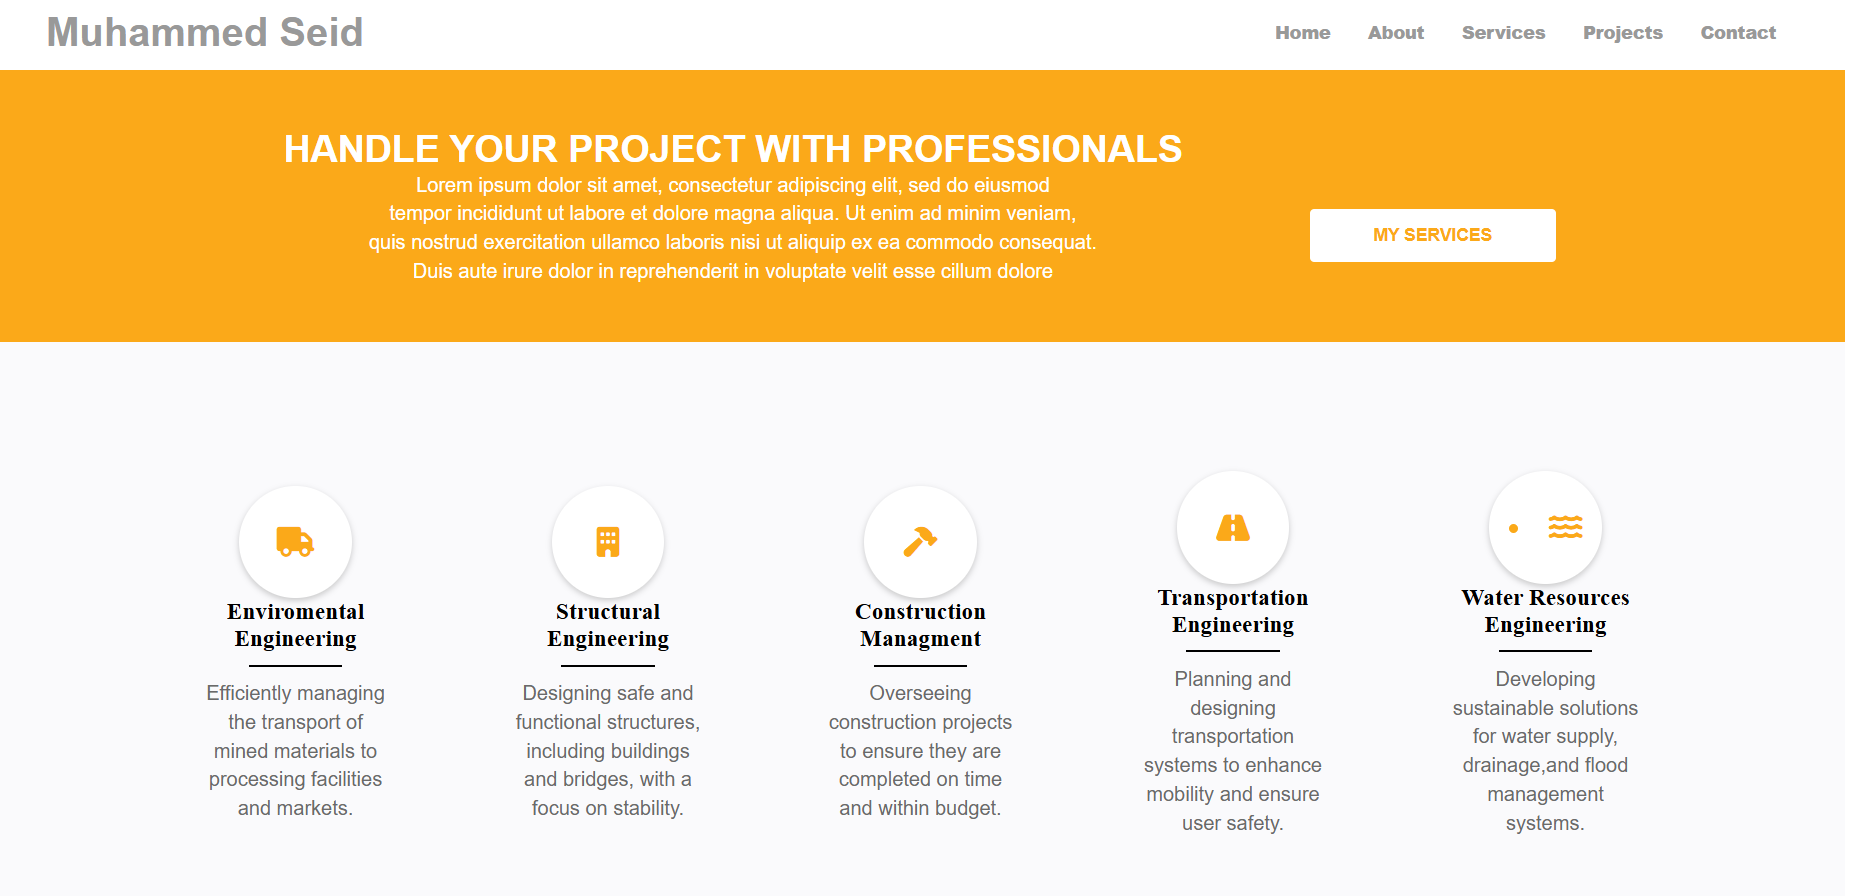 Muhammed Seid
Home About Services Projects Contact
HANDLE YOUR PROJECT WITH PROFESSIONALS
Lorem ipsum dolor sit amet, consectetur adipiscing elit, sed do eiusmod
tempor incididunt ut labore et dolore magna aliqua. Ut enim ad minim veniam,
quis nostrud exercitation ullamco laboris nisi ut aliquip ex ea commodo consequat.
Duis aute irure dolor in reprehenderit in voluptate velit esse cillum dolore
MY SERVICES
Enviromental
Engineering
Efficiently managing
the transport of
mined materials to
processing facilities
and markets.
Structural
Engineering
Designing safe and
functional structures,
including buildings
and bridges, with a
focus on stability.
Construction
Managment
Overseeing
construction projects
to ensure they are
completed on time
and within budget.
Transportation
Engineering
Planning and
designing
transportation
systems to enhance
mobility and ensure
user safety.
Water Resources
Engineering
Developing
sustainable solutions
for water supply,
drainage,and flood
management
systems.